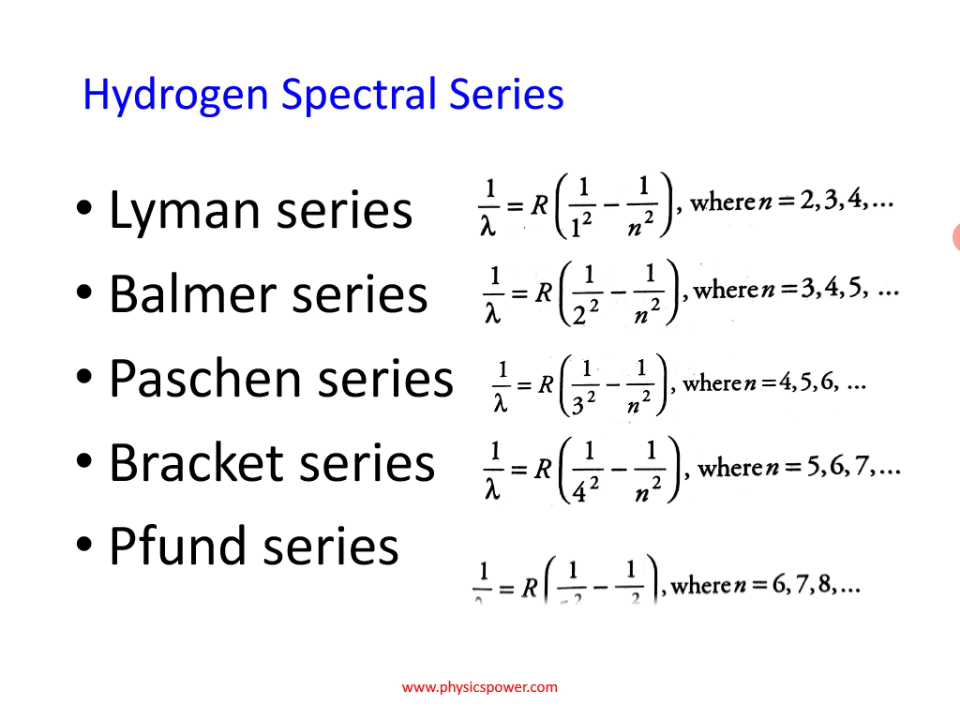 Hydrogen Spectral Series
• Lyman series 1/λ = R(1/1² − 1/n²), where n = 2,3,4,...
• Balmer series 1/λ = R(1/2² − 1/n²), where n = 3,4,5, ...
• Paschen series 1/λ = R(1/3² − 1/n²), where n = 4,5,6, ...
• Bracket series 1/λ = R(1/4² − 1/n²), where n = 5,6,7,...
• Pfund series
1/ = R(1/ ² − 1/ ²), where n = 6,7,8,...
www.physicspower.com